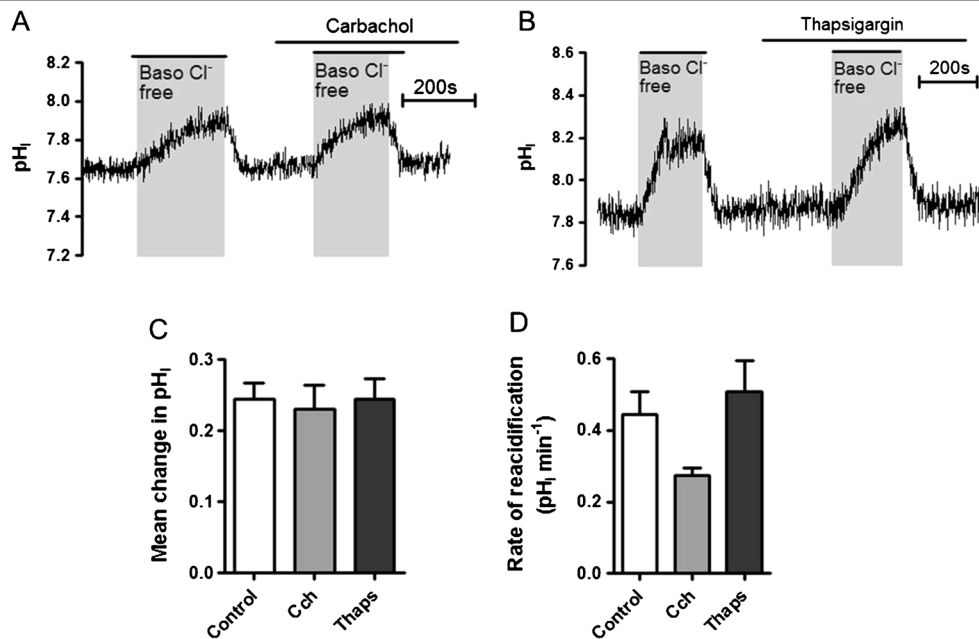 A
Carbachol
8.2
8.0
7.8
7.6
7.4
7.2
pHᵢ
Baso Cl⁻
free
Baso Cl⁻
free
200s
B
Thapsigargin
8.6
8.4
8.2
8.0
7.8
7.6
pHᵢ
Baso Cl⁻
free
Baso Cl⁻
free
200s
C
Mean change in pHᵢ
0.3
0.2
0.1
0.0
Control
Cch
Thaps
D
Rate of reacidification
(pHᵢ min⁻¹)
0.6
0.4
0.2
0.0
Control
Cch
Thaps